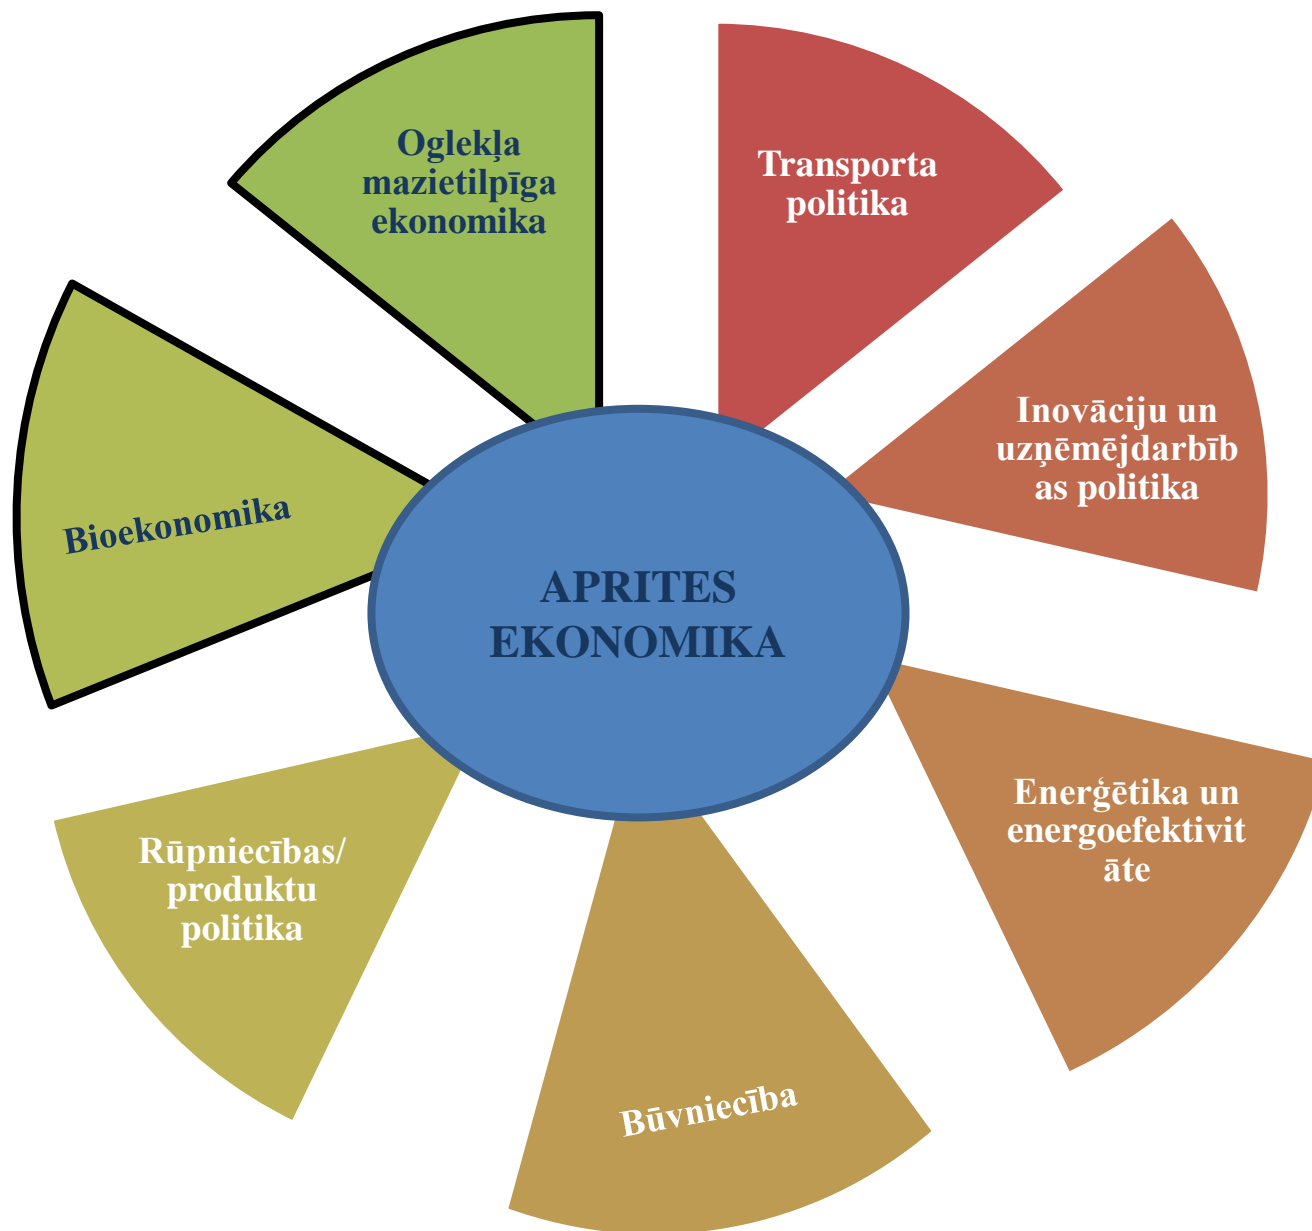 Oglekļa
mazietilpīga
ekonomika
Transporta
politika
Inovāciju un
uzņēmējdarbīb
as politika
Bioekonomika
APRITES
EKONOMIKA
Enerģētika un
energoefektivit
āte
Rūpniecības/
produktu
politika
Būvniecība